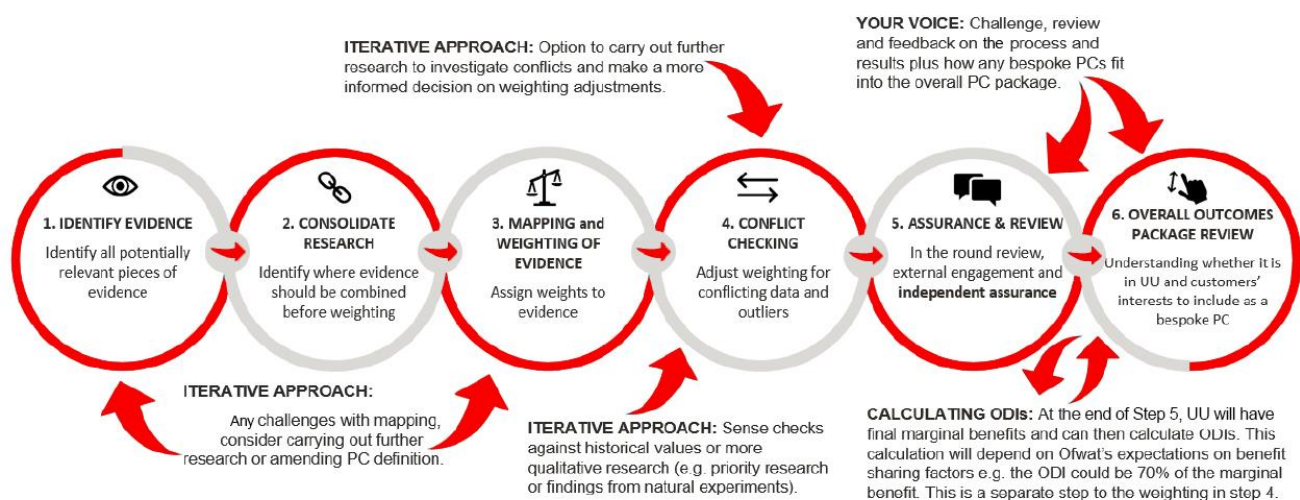 ITERATIVE APPROACH: Option to carry out further
research to investigate conflicts and make a more
informed decision on weighting adjustments.
YOUR VOICE: Challenge, review
and feedback on the process and
results plus how any bespoke PCs fit
into the overall PC package.
1. IDENTIFY EVIDENCE
Identify all potentially
relevant pieces of
evidence
2. CONSOLIDATE
RESEARCH
Identify where evidence
should be combined
before weighting
3. MAPPING and
WEIGHTING OF
EVIDENCE
Assign weights to
evidence
4. CONFLICT
CHECKING
Adjust weighting for
conflicting data and
outliers
5. ASSURANCE & REVIEW
In the round review,
external engagement and
independent assurance
6. OVERALL OUTCOMES
PACKAGE REVIEW
Understanding whether it is
in UU and customers'
interests to include as a
bespoke PC
ITERATIVE APPROACH:
Any challenges with mapping,
consider carrying out further
research or amending PC definition.
ITERATIVE APPROACH: Sense checks
against historical values or more
qualitative research (e.g. priority research
or findings from natural experiments).
CALCULATING ODIs: At the end of Step 5, UU will have
final marginal benefits and can then calculate ODIs. This
calculation will depend on Ofwat's expectations on benefit
sharing factors e.g. the ODI could be 70% of the marginal
benefit. This is a separate step to the weighting in step 4.